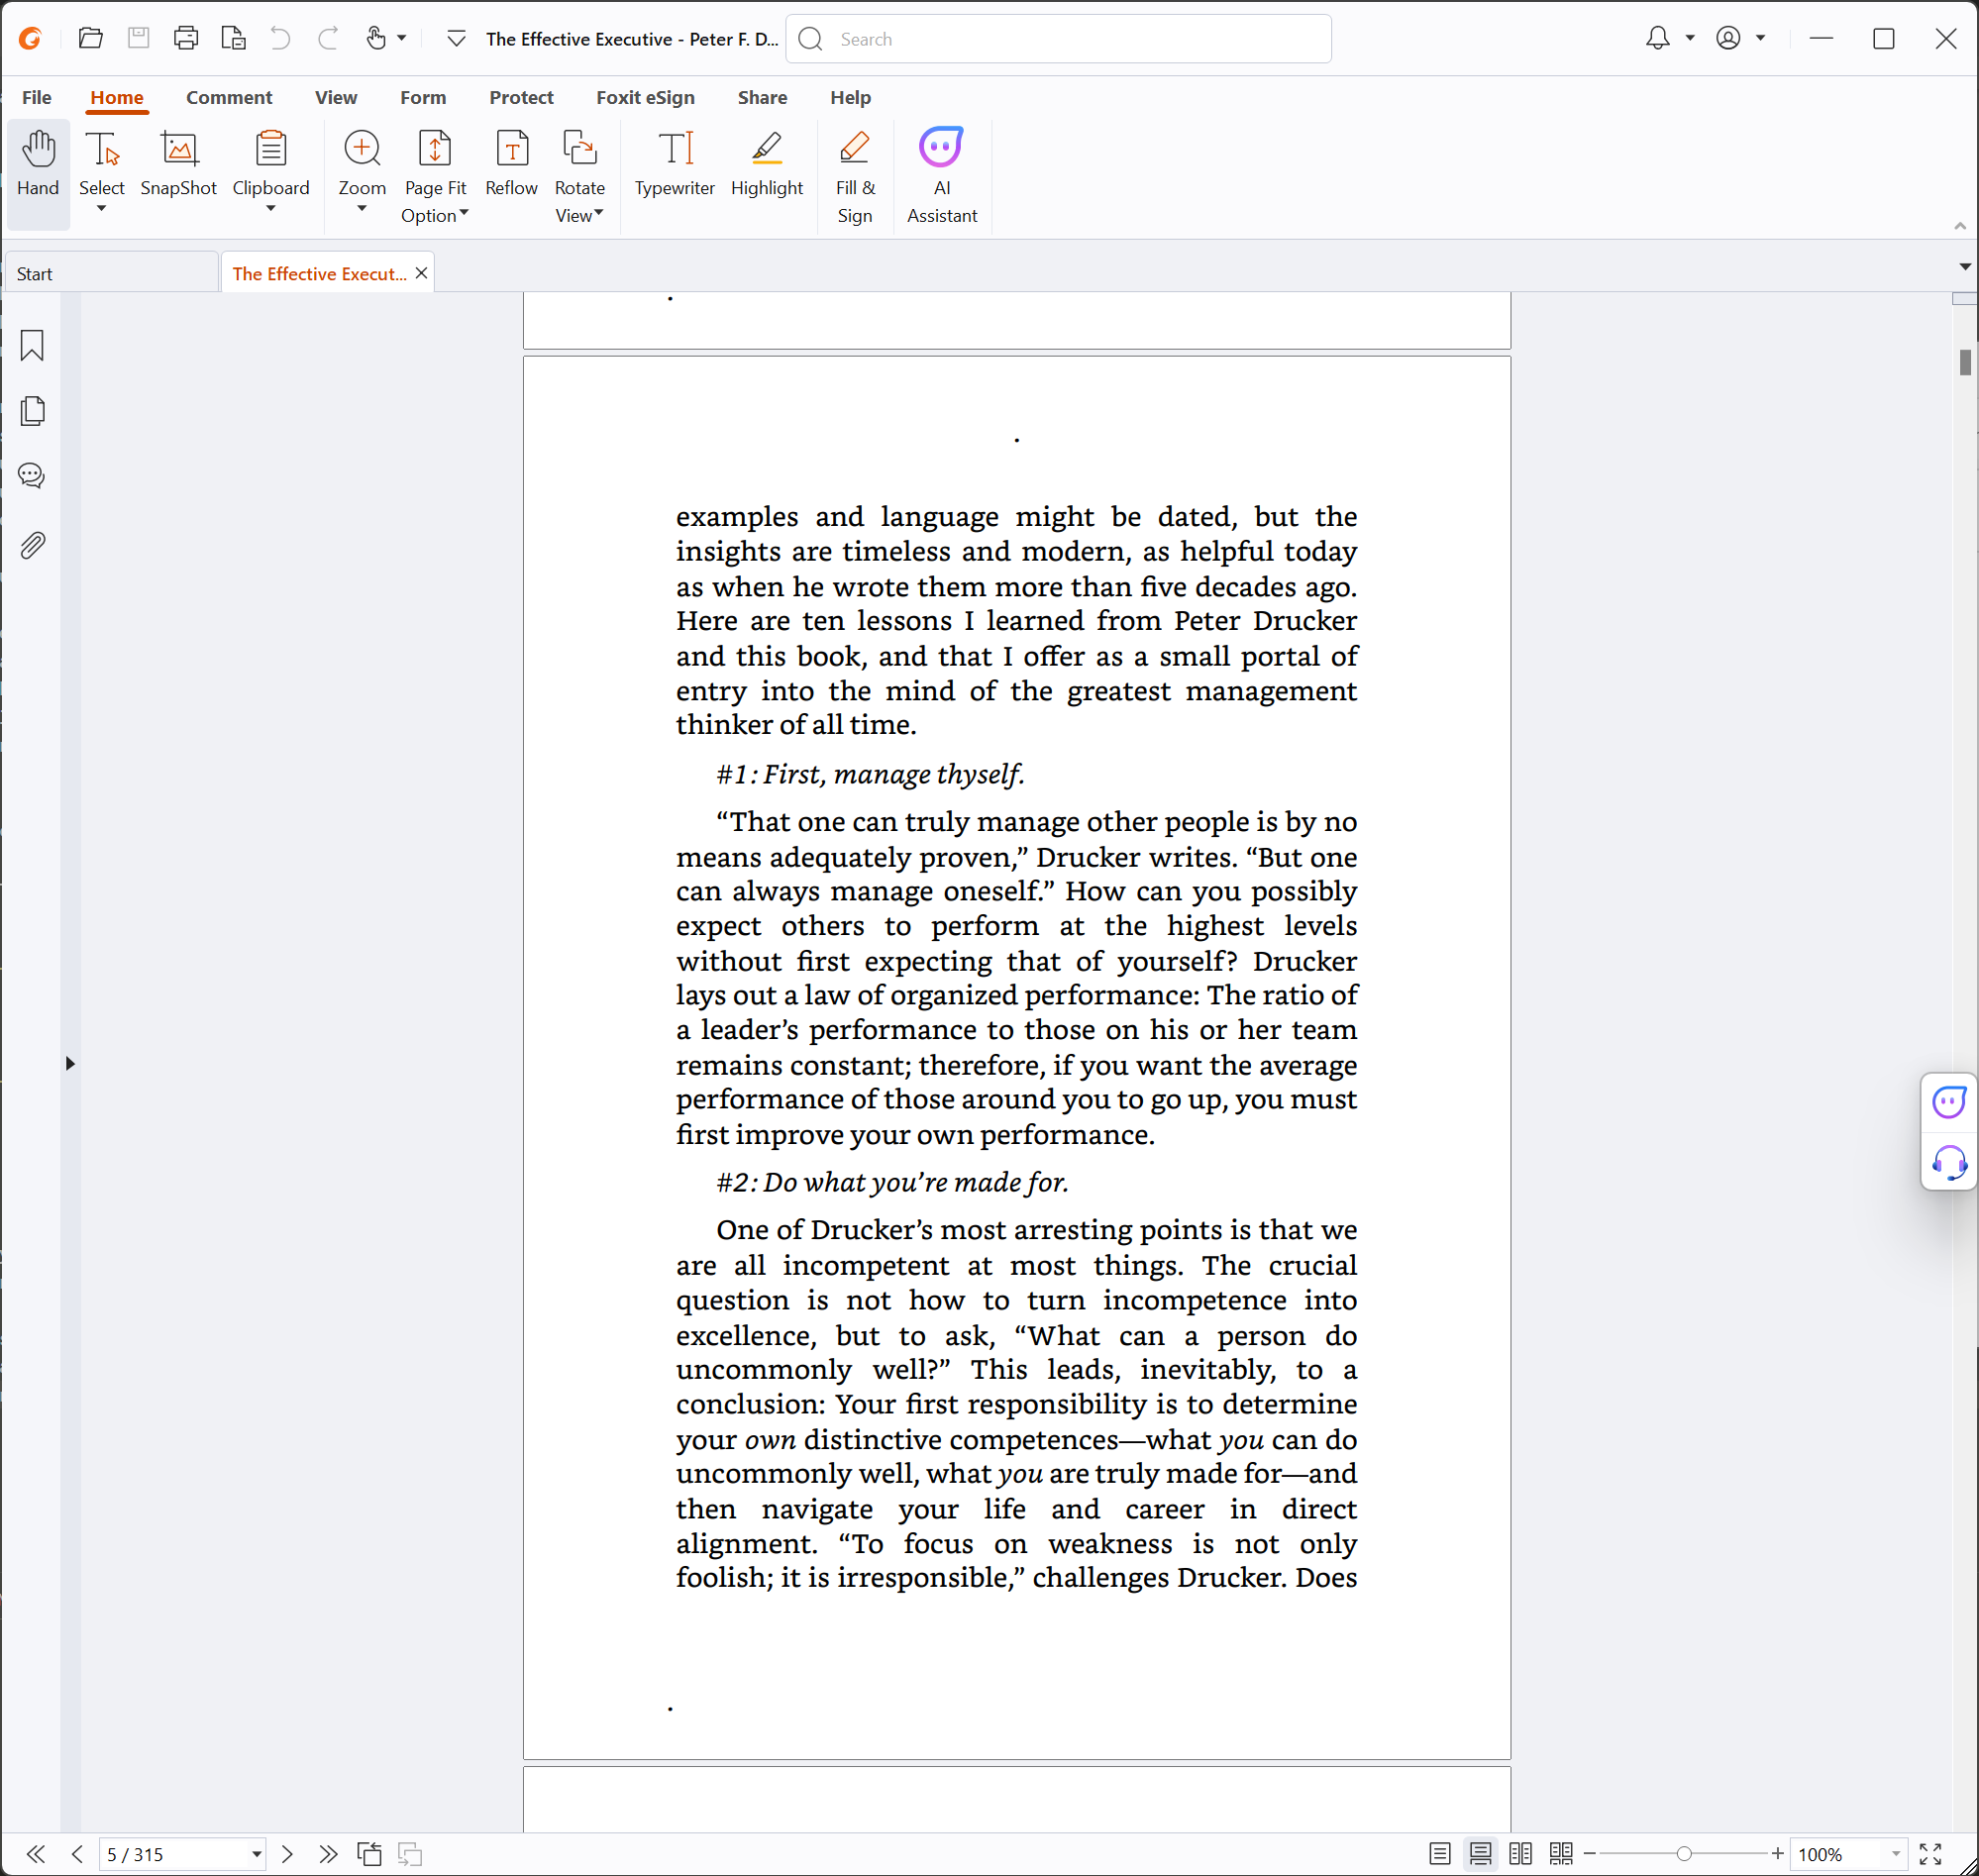 The Effective Executive - Peter F. D...
Search
File Home Comment View Form Protect Foxit eSign Share Help
Hand Select SnapShot Clipboard Zoom Page Fit Option Reflow Rotate View Typewriter Highlight Fill & Sign AI Assistant
Start The Effective Execut...
examples and language might be dated, but the
insights are timeless and modern, as helpful today
as when he wrote them more than five decades ago.
Here are ten lessons I learned from Peter Drucker
and this book, and that I offer as a small portal of
entry into the mind of the greatest management
thinker of all time.
#1: First, manage thyself.
“That one can truly manage other people is by no
means adequately proven,” Drucker writes. “But one
can always manage oneself.” How can you possibly
expect others to perform at the highest levels
without first expecting that of yourself? Drucker
lays out a law of organized performance: The ratio of
a leader’s performance to those on his or her team
remains constant; therefore, if you want the average
performance of those around you to go up, you must
first improve your own performance.
#2: Do what you’re made for.
One of Drucker’s most arresting points is that we
are all incompetent at most things. The crucial
question is not how to turn incompetence into
excellence, but to ask, “What can a person do
uncommonly well?” This leads, inevitably, to a
conclusion: Your first responsibility is to determine
your own distinctive competences—what you can do
uncommonly well, what you are truly made for—and
then navigate your life and career in direct
alignment. “To focus on weakness is not only
foolish; it is irresponsible,” challenges Drucker. Does
5 / 315
100%